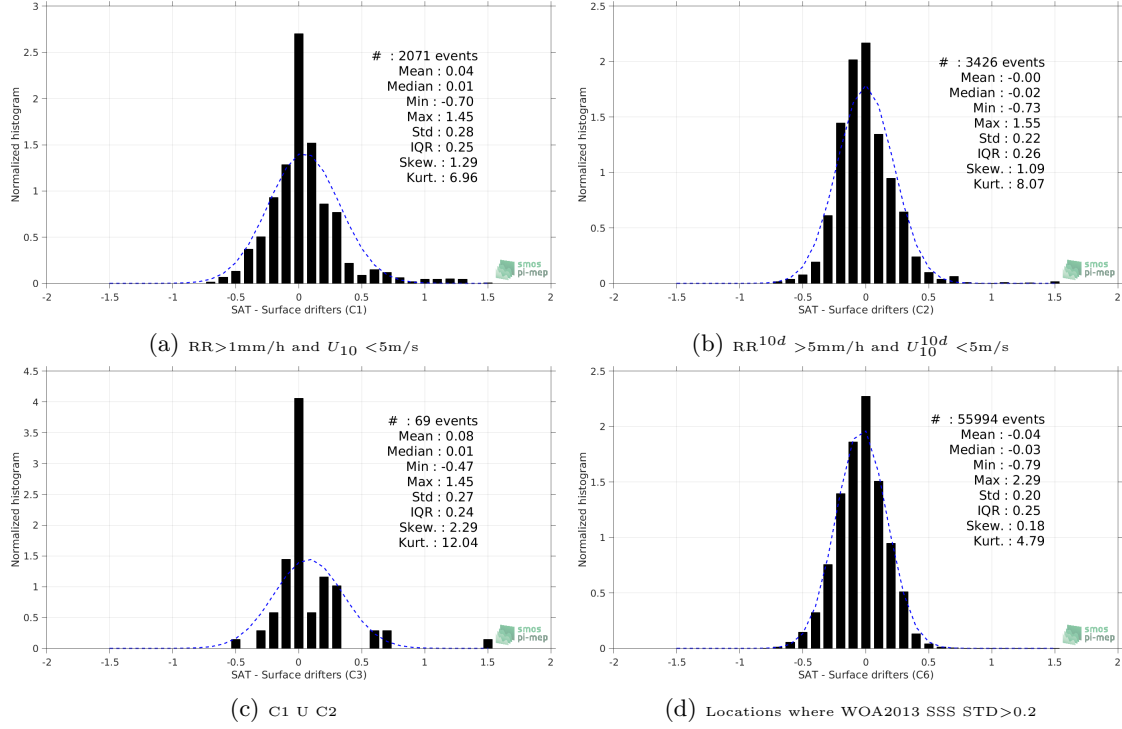 3
2.5
2
1.5
1
0.5
0
-2
-1.5
-1
-0.5
0
0.5
1
1.5
2
Normalized histogram
SAT - Surface drifters (C1)
# : 2071 events
Mean : 0.04
Median : 0.01
Min : -0.70
Max : 1.45
Std : 0.28
IQR : 0.25
Skew. : 1.29
Kurt. : 6.96
smos
pi-mep
(a) RR>1mm/h and U10 <5m/s
2.5
2
1.5
1
0.5
0
-2
-1.5
-1
-0.5
0
0.5
1
1.5
2
Normalized histogram
SAT - Surface drifters (C2)
# : 3426 events
Mean : -0.00
Median : -0.02
Min : -0.73
Max : 1.55
Std : 0.22
IQR : 0.26
Skew. : 1.09
Kurt. : 8.07
smos
pi-mep
(b) RR10d >5mm/h and U10d10 <5m/s
4.5
4
3.5
3
2.5
2
1.5
1
0.5
0
-2
-1.5
-1
-0.5
0
0.5
1
1.5
2
Normalized histogram
SAT - Surface drifters (C3)
# : 69 events
Mean : 0.08
Median : 0.01
Min : -0.47
Max : 1.45
Std : 0.27
IQR : 0.24
Skew. : 2.29
Kurt. : 12.04
smos
pi-mep
(c) C1 U C2
2.5
2
1.5
1
0.5
0
-2
-1.5
-1
-0.5
0
0.5
1
1.5
2
Normalized histogram
SAT - Surface drifters (C6)
# : 55994 events
Mean : -0.04
Median : -0.03
Min : -0.79
Max : 2.29
Std : 0.20
IQR : 0.25
Skew. : 0.18
Kurt. : 4.79
smos
pi-mep
(d) Locations where WOA2013 SSS STD>0.2